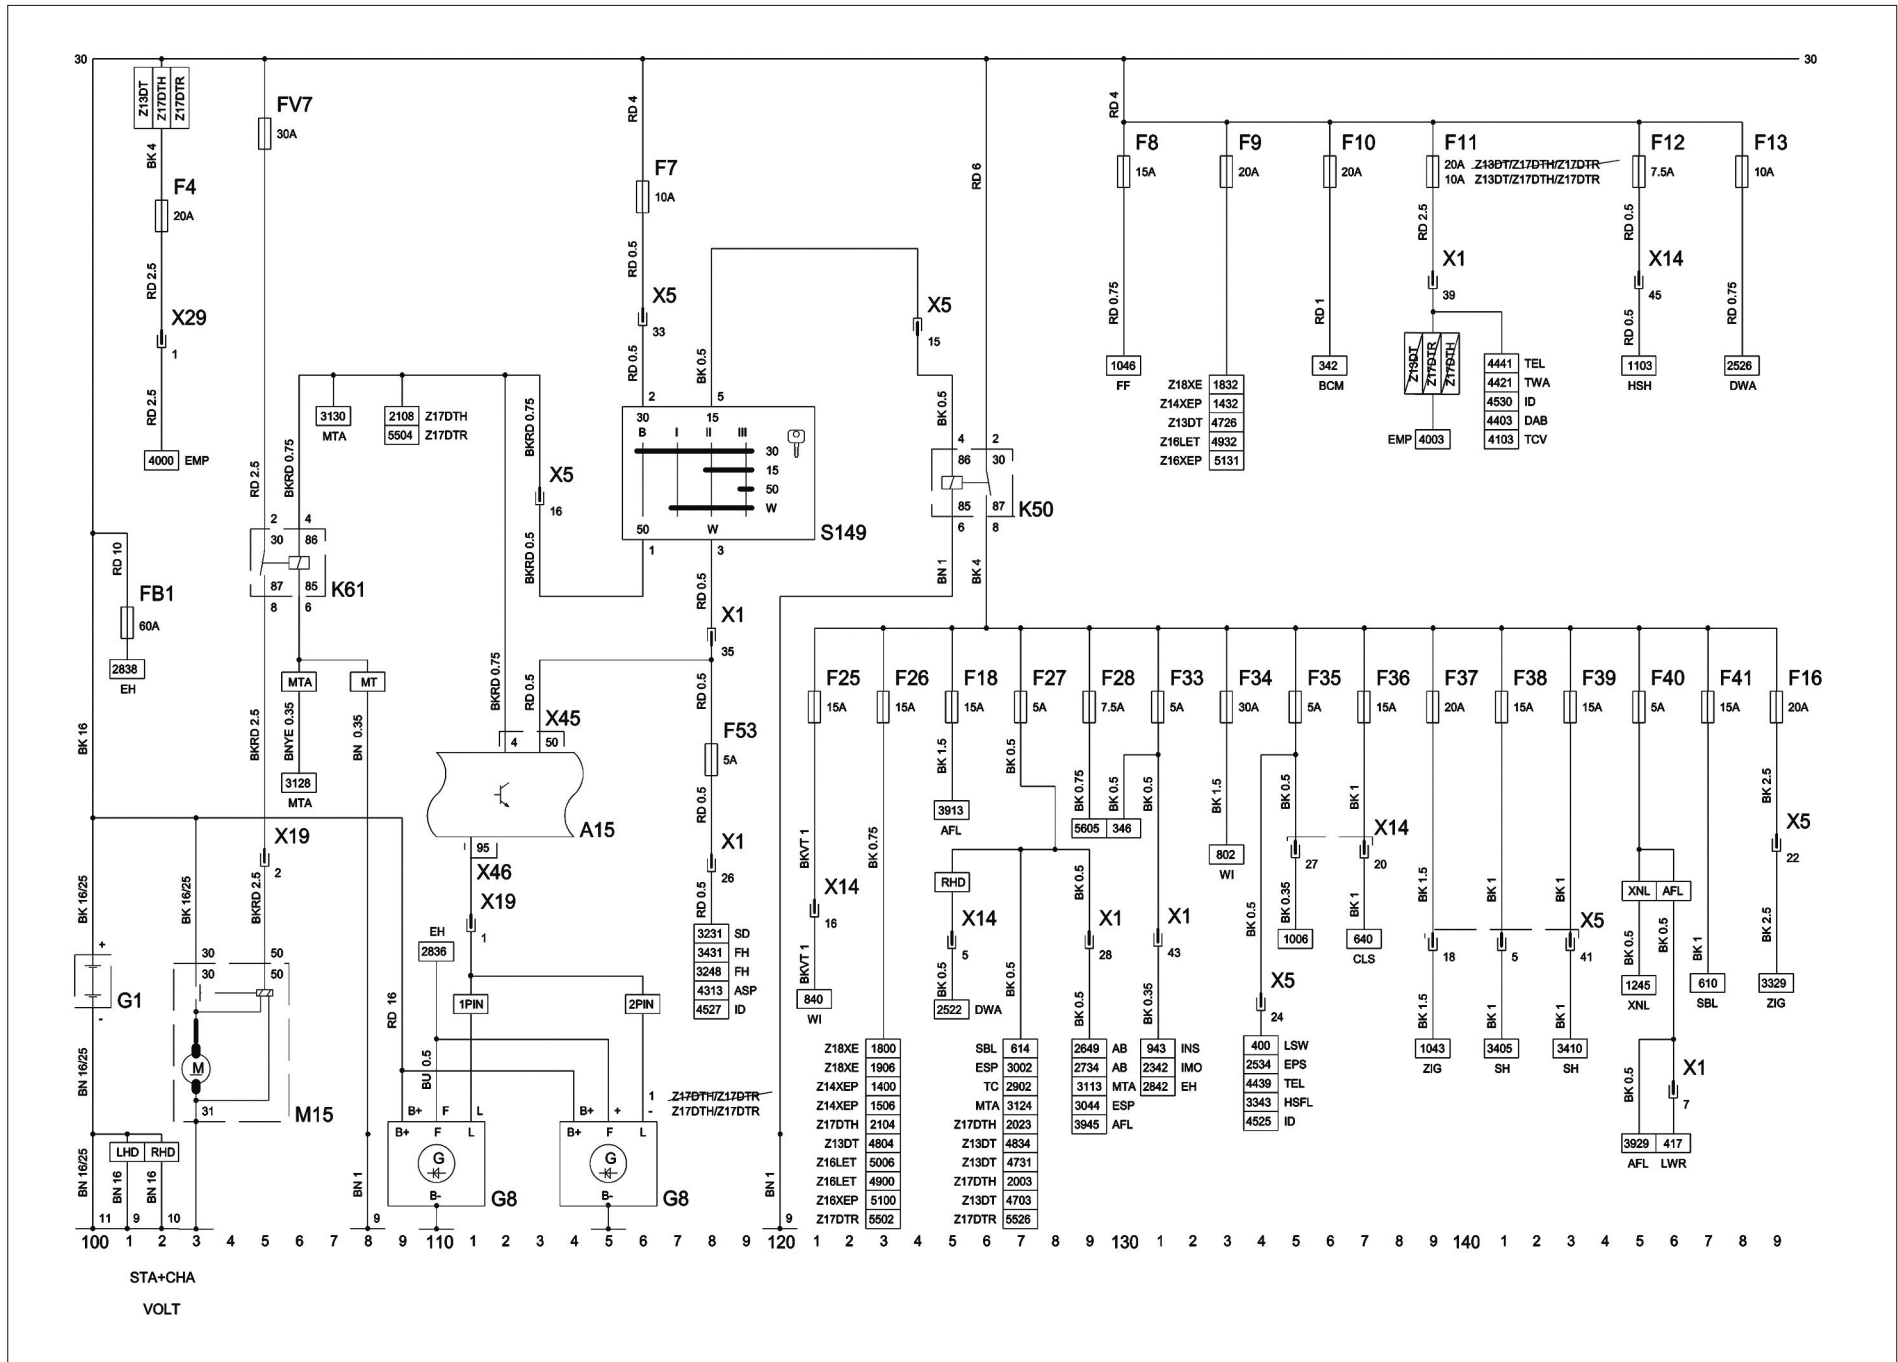 30
30
Z13DT
Z17DTH
Z17DTR
BK 4
F4
20A
RD 2.5
X29
1
RD 2.5
4000 EMP
FV7
30A
RD 2.5
BKRD 0.75
3130
MTA
2108 Z17DTH
5504 Z17DTR
2 4
30 86
87 85
8 6
K61
RD 10
FB1
60A
2838
EH
BK 16
MTA
MT
BKRD 2.5
BNYE 0.35
BN 0.35
3128
MTA
X19
2
BK 16/25
BK 16/25
BKRD 2.5
+
G1
-
30 50
30 50
M
31
M15
BN 16/25
LHD RHD
BN 16/25
BN 16
BN 16
11 9 10
BN 1
9
RD 4
F7
10A
RD 0.5
X5
33
RD 0.5
BK 0.5
2 5
30 15
B I II III
30
15
50
W
50 W
S149
1 3
BKRD 0.75
X5
16
BKRD 0.5
RD 0.5
X1
35
BKRD 0.75
RD 0.5
RD 0.5
X45
4 50
A15
95
X46
X19
1
F53
5A
RD 0.5
X1
26
RD 0.5
3231 SD
3431 FH
3248 FH
4313 ASP
4527 ID
EH
2836
1PIN
2PIN
RD 16
BU 0.5
1 Z17DTH/Z17DTR
- Z17DTH/Z17DTR
B+ F L
B+ F L
G
B-
G8
B+ +
B+ F L
G
B-
G8
X5
15
BK 0.5
RD 6
4 2
86 30
85 87
6 8
K50
BN 1
BK 4
BN 1
9
RD 4
F8
15A
RD 0.75
1046
FF
F9
20A
Z18XE 1832
Z14XEP 1432
Z13DT 4726
Z16LET 4932
Z16XEP 5131
F10
20A
RD 1
342
BCM
F11
20A Z13DT/Z17DTH/Z17DTR
10A Z13DT/Z17DTH/Z17DTR
RD 2.5
X1
39
Z13DT
Z17DTR
Z17DTH
EMP 4003
4441 TEL
4421 TWA
4530 ID
4403 DAB
4103 TCV
F12
7.5A
RD 0.5
X14
45
RD 0.5
1103
HSH
F13
10A
RD 0.75
2526
DWA
F25
15A
BKVT 1
X14
16
BKVT 1
840
WI
F26
15A
BK 0.75
Z18XE 1800
Z18XE 1906
Z14XEP 1400
Z14XEP 1506
Z17DTH 2104
Z13DT 4804
Z16LET 5006
Z16LET 4900
Z16XEP 5100
Z17DTR 5502
F18
15A
BK 1.5
3913
AFL
F27
5A
BK 0.5
RHD
X14
5
BK 0.5
2522 DWA
BK 0.5
SBL 614
ESP 3002
TC 2902
MTA 3124
Z17DTH 2023
Z13DT 4834
Z13DT 4731
Z17DTH 2003
Z13DT 4703
Z17DTR 5526
BK 0.5
X1
28
BK 0.5
2649 AB
2734 AB
3113 MTA
3044 ESP
3945 AFL
F28
7.5A
BK 0.75
BK 0.5
5605 346
F33
5A
BK 0.5
X1
43
BK 0.35
943 INS
2342 IMO
2842 EH
F34
30A
BK 1.5
802
WI
F35
5A
BK 0.5
27
BK 0.35
1006
BK 0.5
X5
24
400 LSW
2534 EPS
4439 TEL
3343 HSFL
4525 ID
F36
15A
BK 1
X14
20
BK 1
640
CLS
F37
20A
BK 1.5
18
BK 1.5
1043
ZIG
F38
15A
BK 1
5
BK 1
3405
SH
F39
15A
BK 1
X5
41
BK 1
3410
SH
F40
5A
XNL AFL
BK 0.5
BK 0.5
1245
XNL
BK 0.5
X1
7
3929 417
AFL LWR
F41
15A
BK 1
610
SBL
F16
20A
BK 2.5
X5
22
BK 2.5
3329
ZIG
100 1 2 3 4 5 6 7 8 9 110 1 2 3 4 5 6 7 8 9 120 1 2 3 4 5 6 7 8 9 130 1 2 3 4 5 6 7 8 9 140 1 2 3 4 5 6 7 8 9
STA+CHA
VOLT